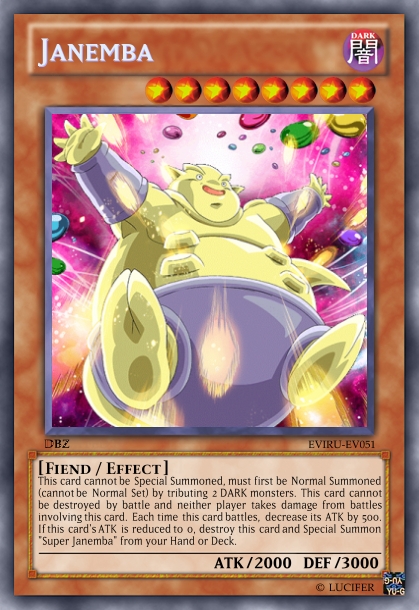 JANEMBA
DARK
闇
DBZ
EVIRU-EV051
[FIEND / EFFECT]
This card cannot be Special Summoned, must first be Normal Summoned
(cannot be Normal Set) by tributing 2 DARK monsters. This card cannot
be destroyed by battle and neither player takes damage from battles
involving this card. Each time this card battles, decrease its ATK by 500.
If this card's ATK is reduced to 0, destroy this card and Special Summon
"Super Janemba" from your Hand or Deck.
ATK/2000 DEF/3000
© LUCIFER
YU-G